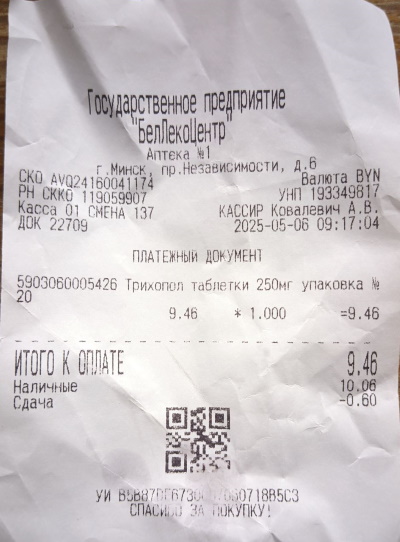 Государственное предприятие
"БелЛекоЦентр"
Аптека №1
г.Минск, пр.Независимости, д.6
СКО AVQ24160041174 Валюта BYN
РН СККО 119059907 УНП 193349817
Касса 01 СМЕНА 137 КАССИР Ковалевич А.В.
ДОК 22709 2025-05-06 09:17:04
ПЛАТЕЖНЫЙ ДОКУМЕНТ
5903060005426 Трихопол таблетки 250мг упаковка №
20
9.46 * 1.000 =9.46
ИТОГО К ОПЛАТЕ 9.46
Наличные 10.06
Сдача -0.60
УИ
СПАСИБО ЗА ПОКУПКУ!